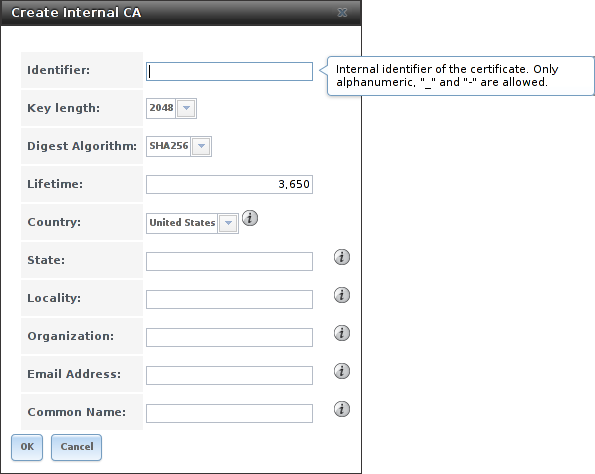 Create Internal CA
Identifier:
Internal identifier of the certificate. Only
alphanumeric, "_" and "-" are allowed.
Key length: 2048
Digest Algorithm: SHA256
Lifetime: 3,650
Country: United States
State:
Locality:
Organization:
Email Address:
Common Name:
OK Cancel